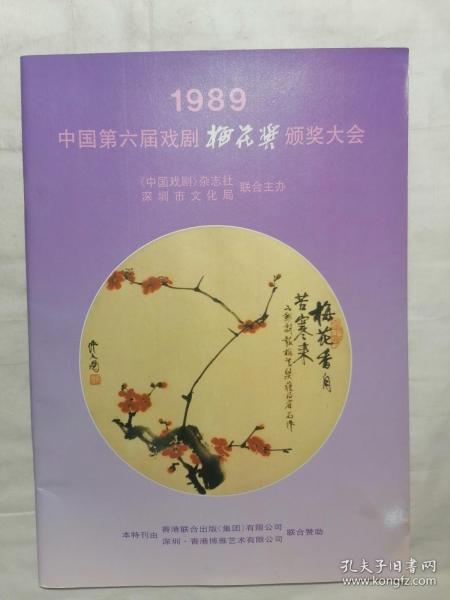 1989
中国第六届戏剧梅花奖颁奖大会
《中国戏剧》杂志社
深圳市文化局
联合主办
梅花香自
苦寒来
本特刊由
香港联合出版(集团)有限公司
深圳·香港博雅艺术有限公司
联合赞助
孔夫子旧书网
kongfz.com